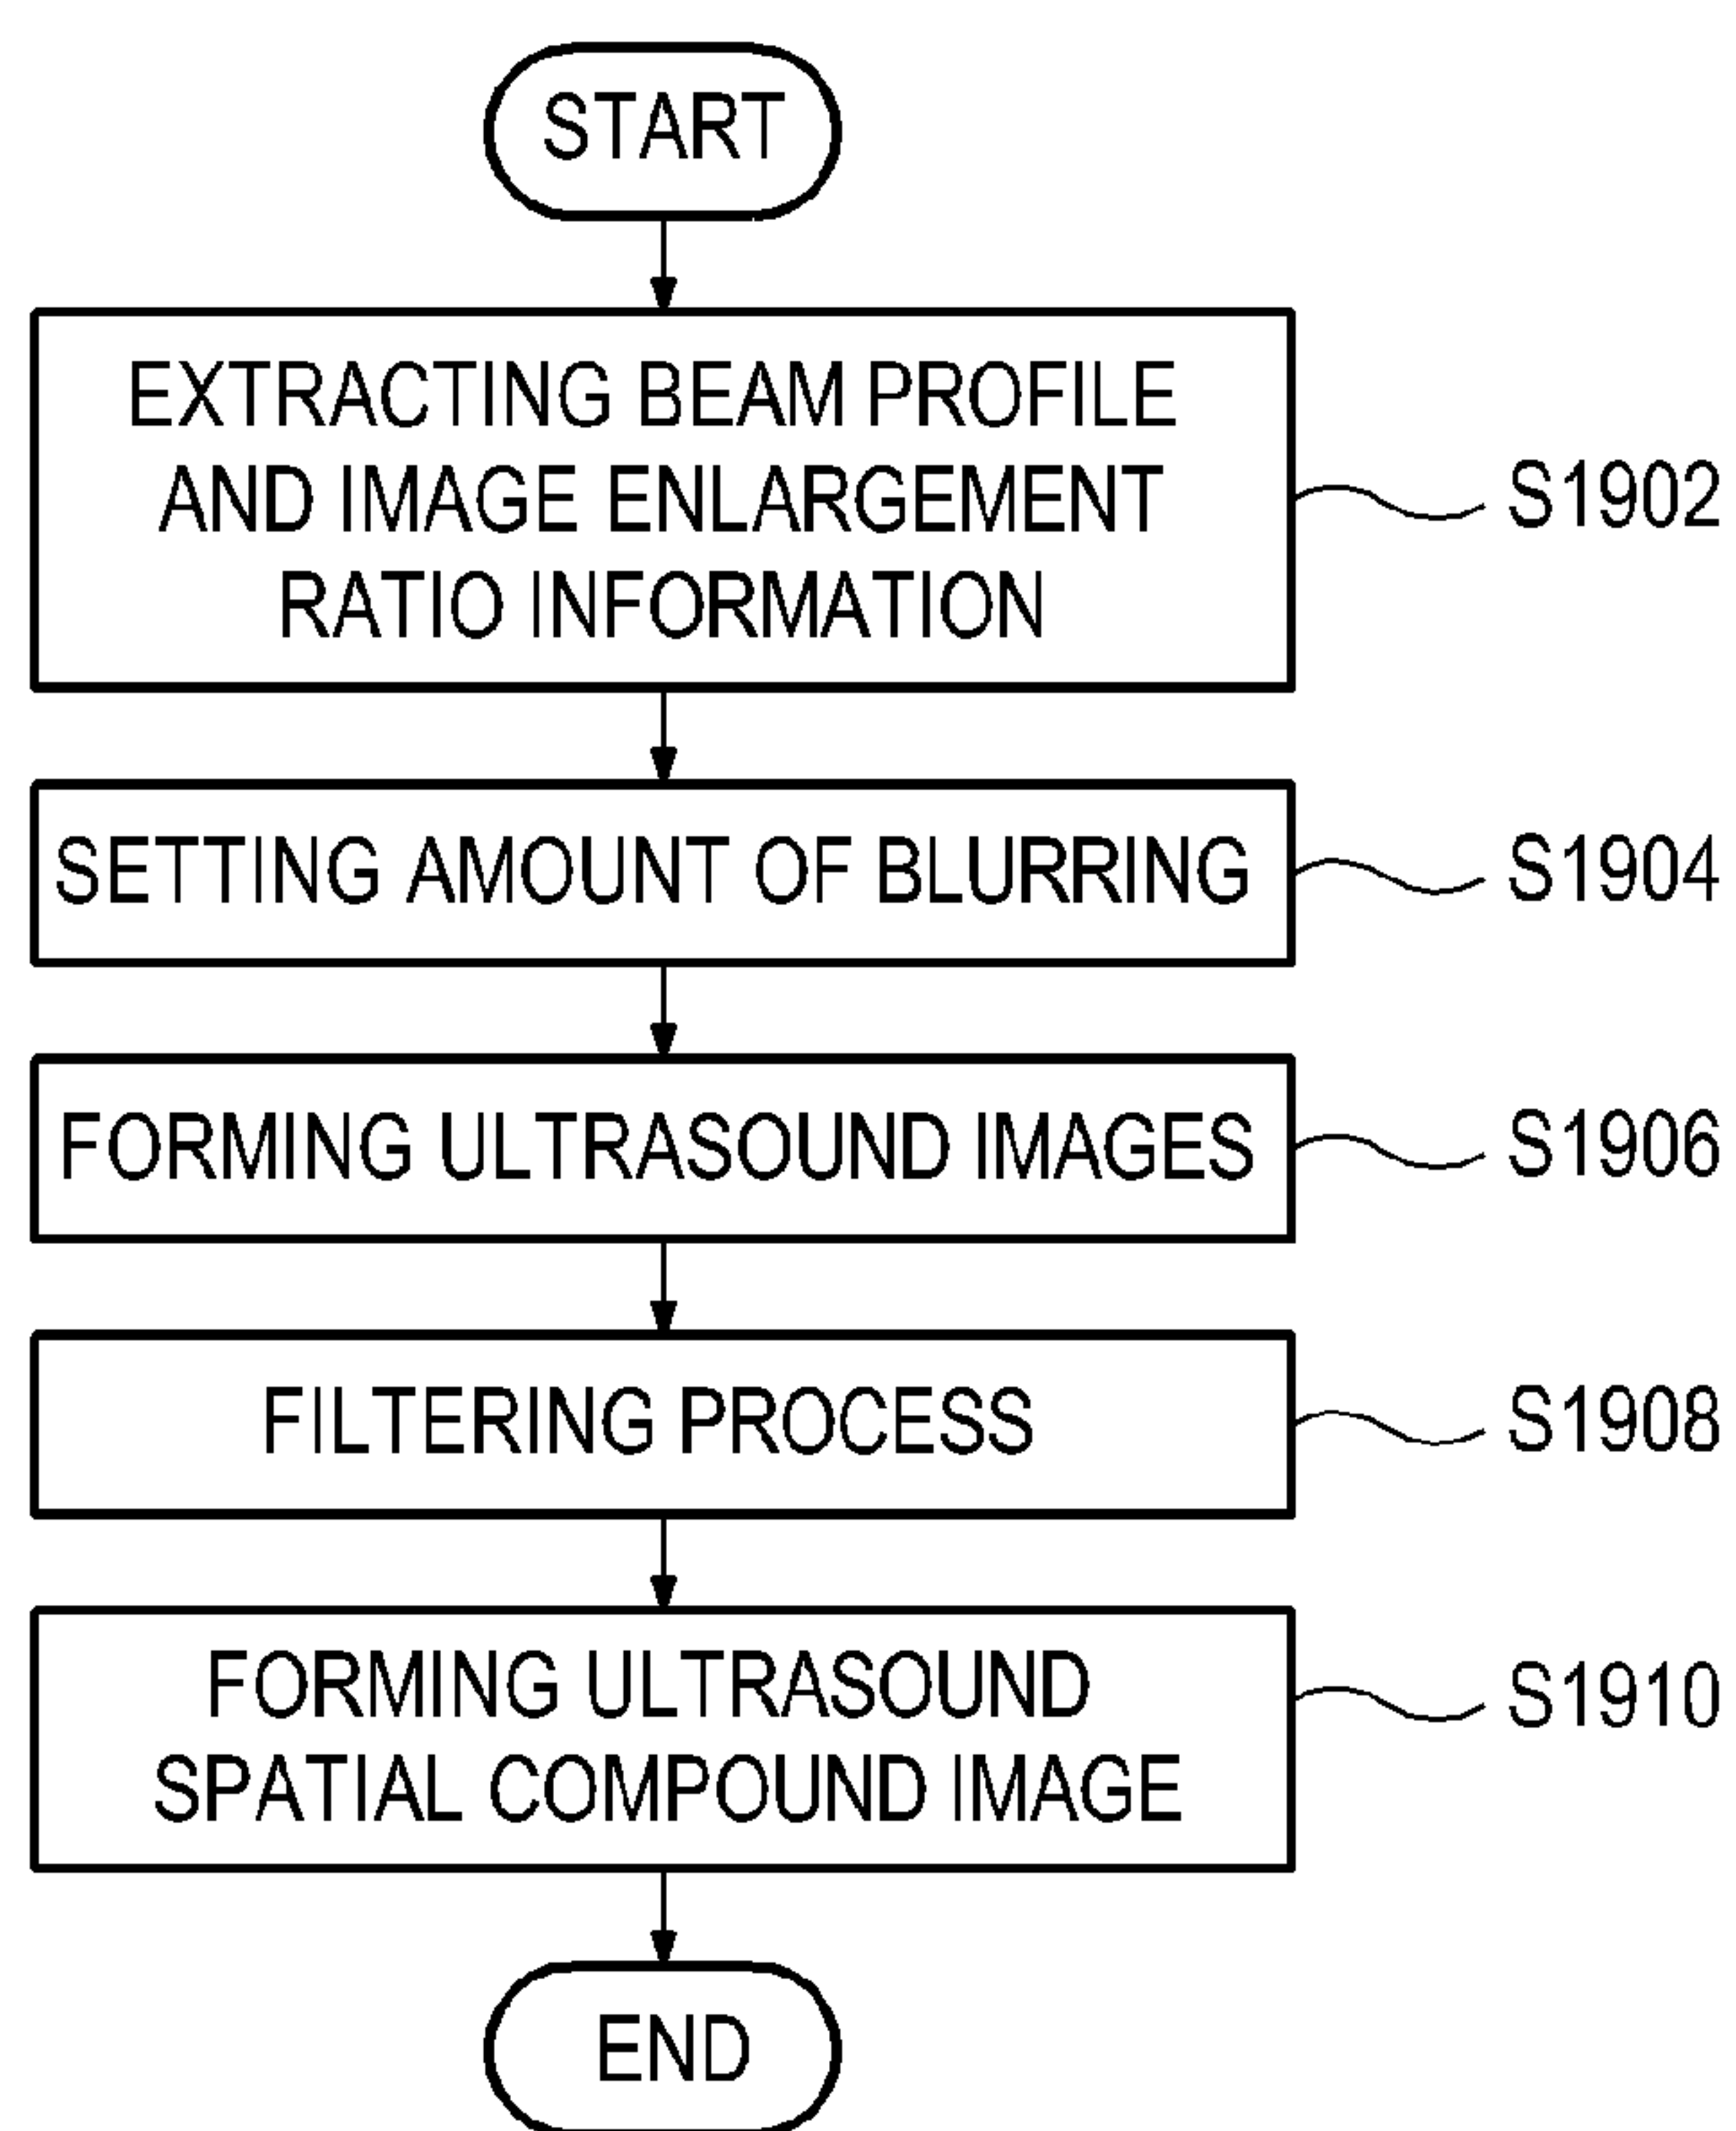 START
EXTRACTING BEAM PROFILE
AND IMAGE ENLARGEMENT
RATIO INFORMATION
S1902
SETTING AMOUNT OF BLURRING
S1904
FORMING ULTRASOUND IMAGES
S1906
FILTERING PROCESS
S1908
FORMING ULTRASOUND
SPATIAL COMPOUND IMAGE
S1910
END